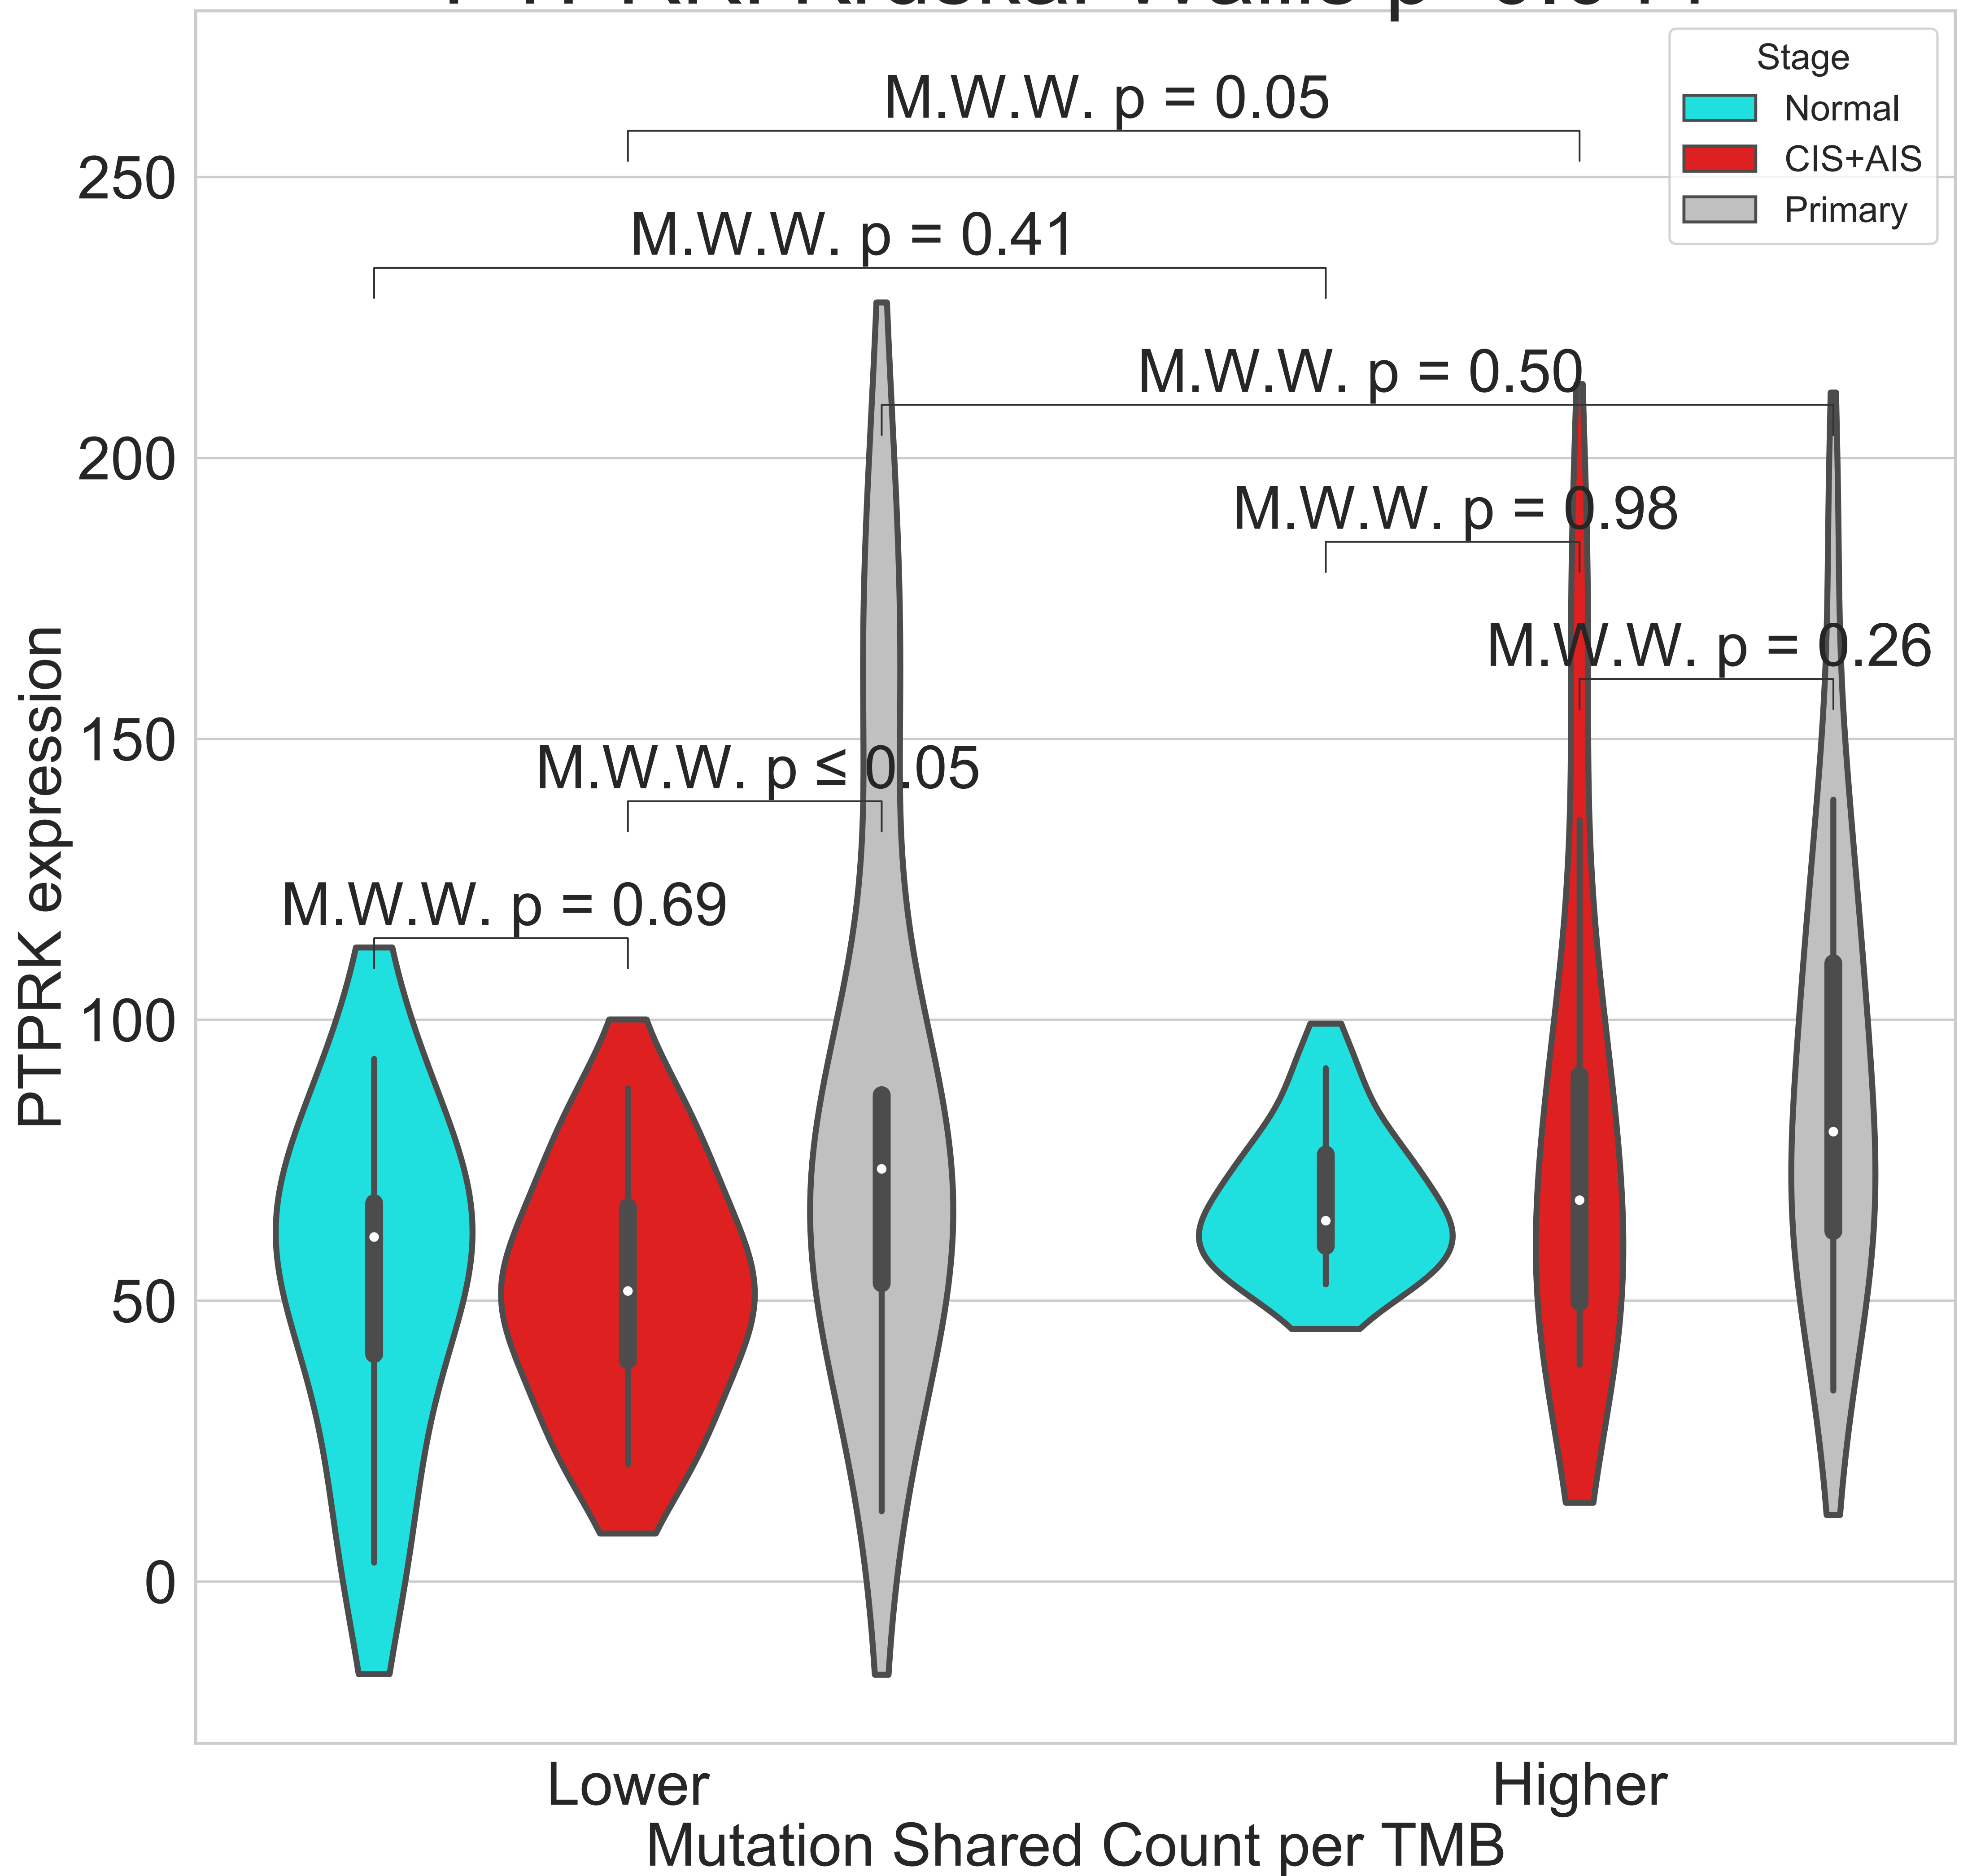 Stage
Normal
CIS+AIS
Primary
M.W.W. p = 0.05
M.W.W. p = 0.41
M.W.W. p = 0.50
M.W.W. p = 0.98
M.W.W. p = 0.26
M.W.W. p ≤ 0.05
M.W.W. p = 0.69
250
200
150
100
50
0
PTPRK expression
Lower
Higher
Mutation Shared Count per TMB